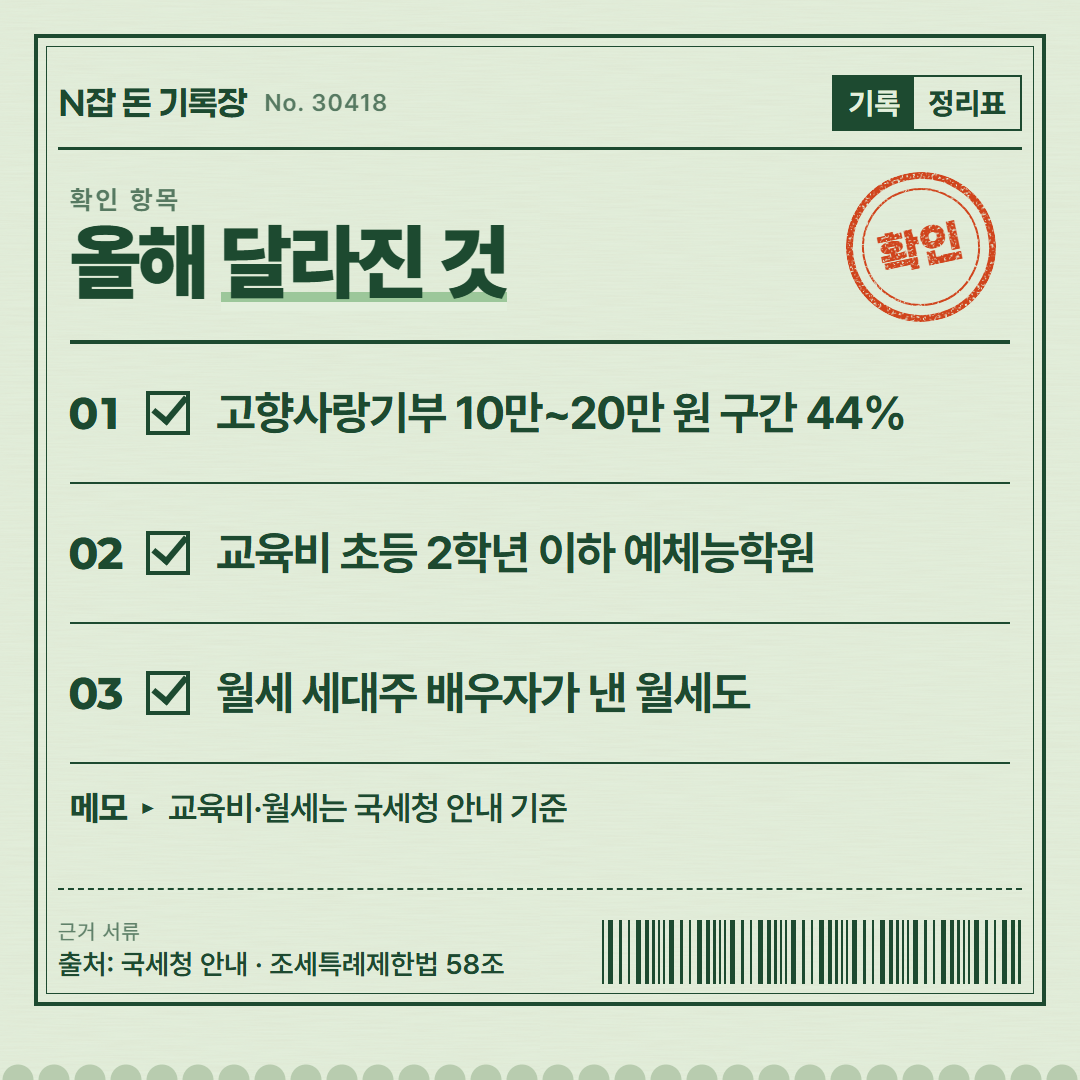 N잡 돈 기록장 No. 30418
기록 정리표
확인 항목
올해 달라진 것
확인
01 고향사랑기부 10만~20만 원 구간 44%
02 교육비 초등 2학년 이하 예체능학원
03 월세 세대주 배우자가 낸 월세도
메모 ▸ 교육비·월세는 국세청 안내 기준
근거 서류
출처: 국세청 안내 · 조세특례제한법 58조